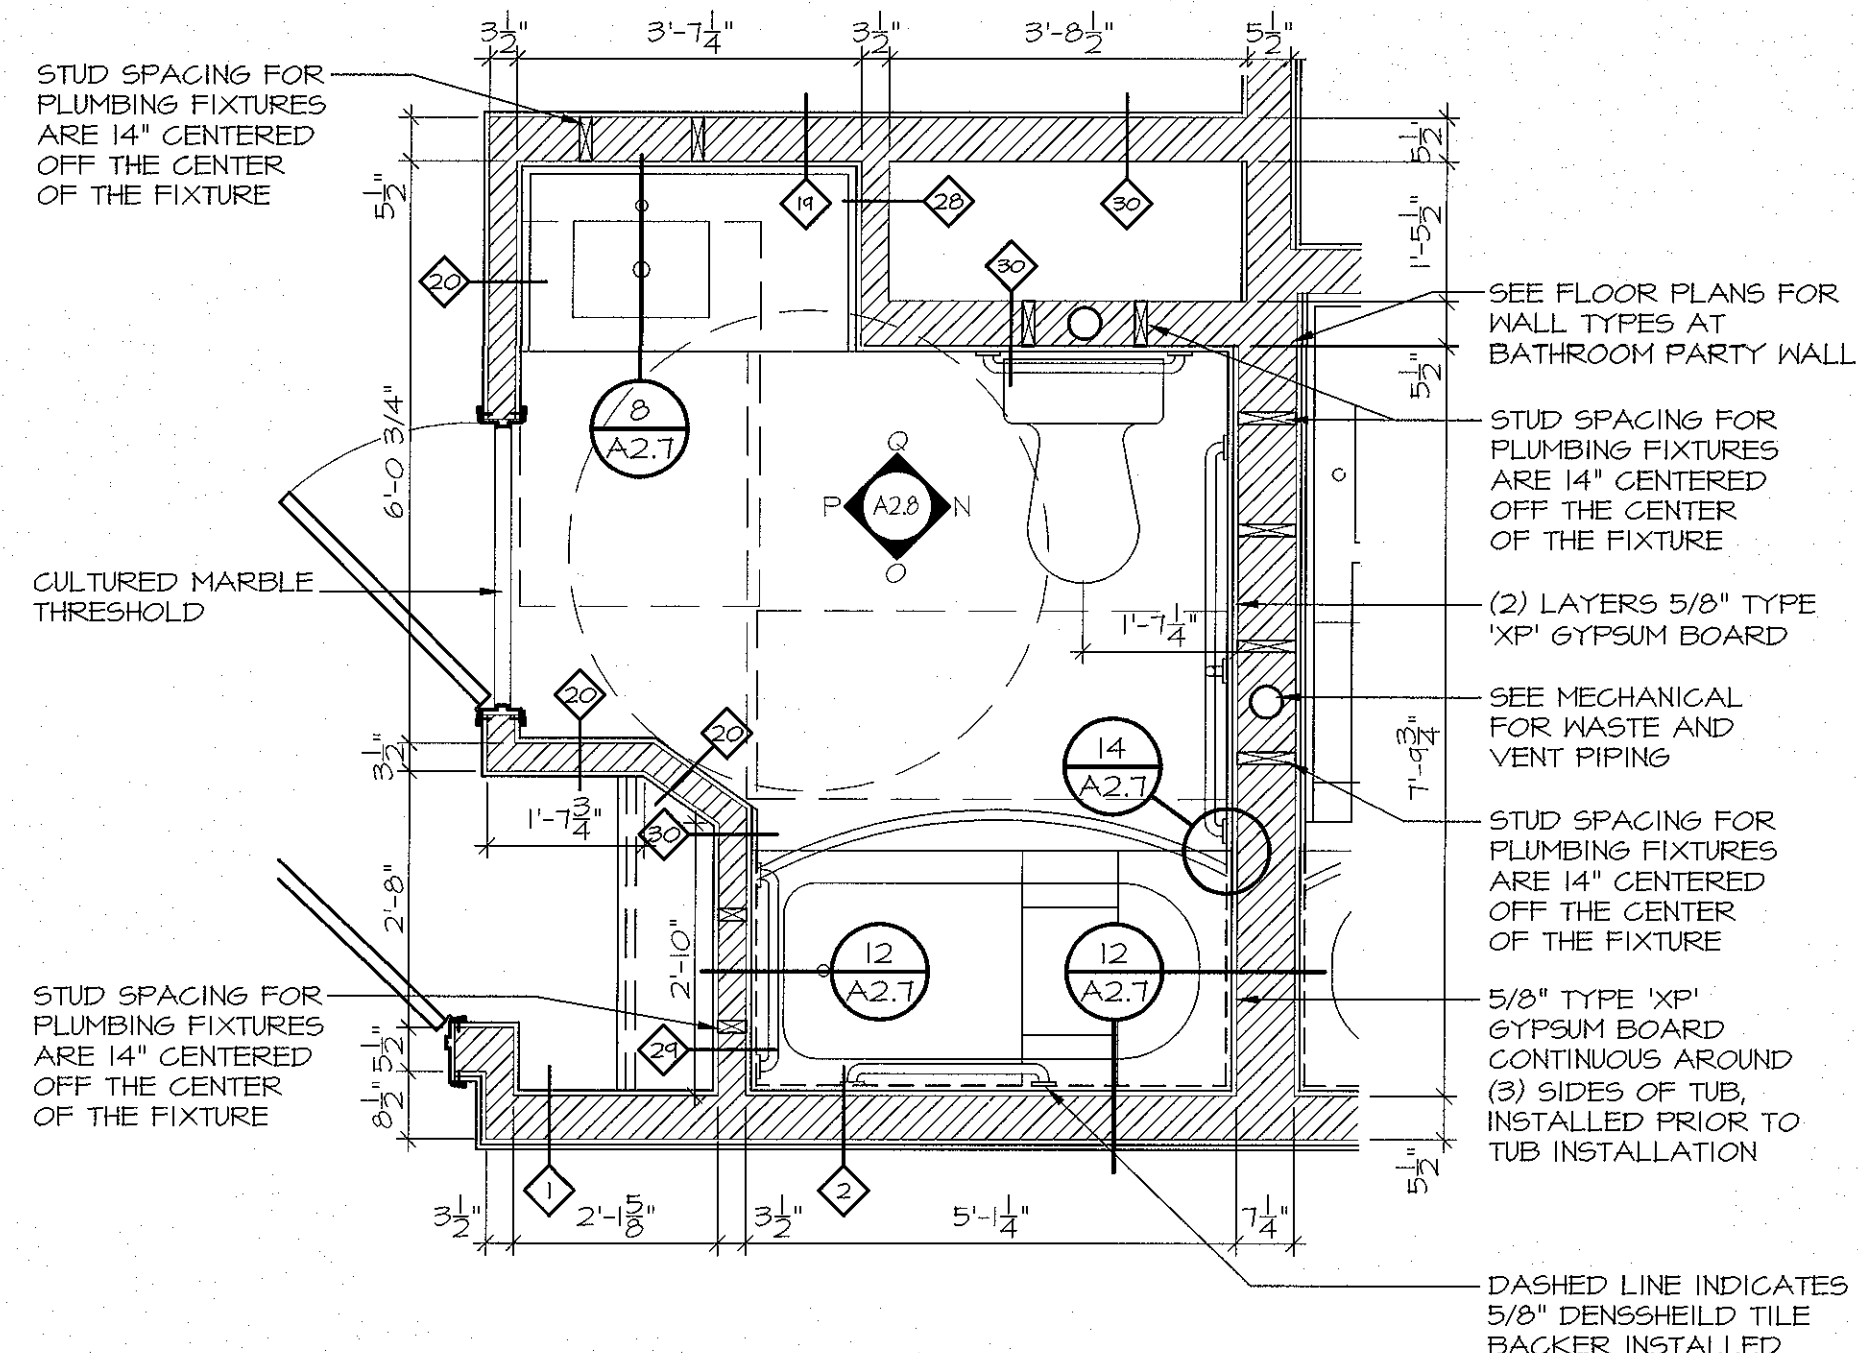 3 1/2"
3'-7 1/4"
3 1/2"
3'-8 1/2"
5 1/2"
STUD SPACING FOR
PLUMBING FIXTURES
ARE 14" CENTERED
OFF THE CENTER
OF THE FIXTURE
5 1/2"
5 1/2"
19
28
30
1'-5 1/2"
20
30
SEE FLOOR PLANS FOR
WALL TYPES AT
BATHROOM PARTY WALL
5 1/2"
8
A2.7
6'-0 3/4"
Q
P
A2.8
N
O
STUD SPACING FOR
PLUMBING FIXTURES
ARE 14" CENTERED
OFF THE CENTER
OF THE FIXTURE
CULTURED MARBLE
THRESHOLD
1'-7 1/4"
(2) LAYERS 5/8" TYPE
'XP' GYPSUM BOARD
20
20
SEE MECHANICAL
FOR WASTE AND
VENT PIPING
3 1/2"
14
A2.7
7'-9 3/4"
1'-7 3/4"
30
STUD SPACING FOR
PLUMBING FIXTURES
ARE 14" CENTERED
OFF THE CENTER
OF THE FIXTURE
2'-8"
2'-10"
12
A2.7
12
A2.7
STUD SPACING FOR
PLUMBING FIXTURES
ARE 14" CENTERED
OFF THE CENTER
OF THE FIXTURE
5 1/2"
29
8 1/2"
5/8" TYPE 'XP'
GYPSUM BOARD
CONTINUOUS AROUND
(3) SIDES OF TUB,
INSTALLED PRIOR TO
TUB INSTALLATION
5 1/2"
1
2
3 1/2"
2'-1 5/8"
3 1/2"
5'-1 1/4"
7 1/4"
DASHED LINE INDICATES
5/8" DENSSHEILD TILE
BACKER INSTALLED